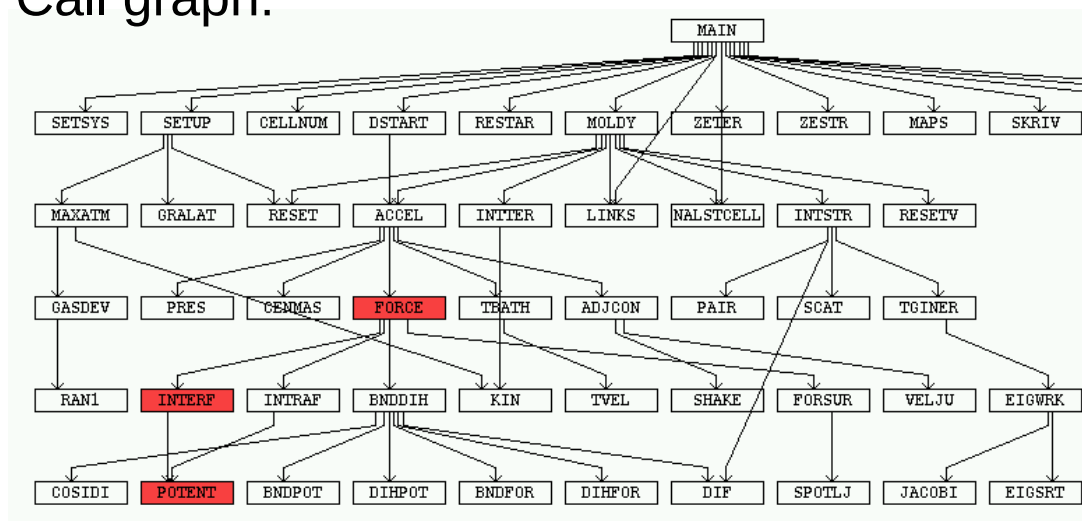 Call graph:
MAIN
SETSYS SETUP CELLNUM DSTART RESTAR MOLDY ZETER ZESTR MAPS SKRIV
MAXATM GRALAT RESET ACCEL INTTER LINKS NALSTCELL INTSTR RESETV
GASDEV PRES CENMAS FORCE TBATH ADJCON PAIR SCAT TGINER
RAN1 INTERF INTRAF BNDDIH KIN TVEL SHAKE FORSUR VELJU EIGWRK
COSIDI POTENT BNDPOT DIHPOT BNDFOR DIHFOR DIF SPOTLJ JACOBI EIGSRT